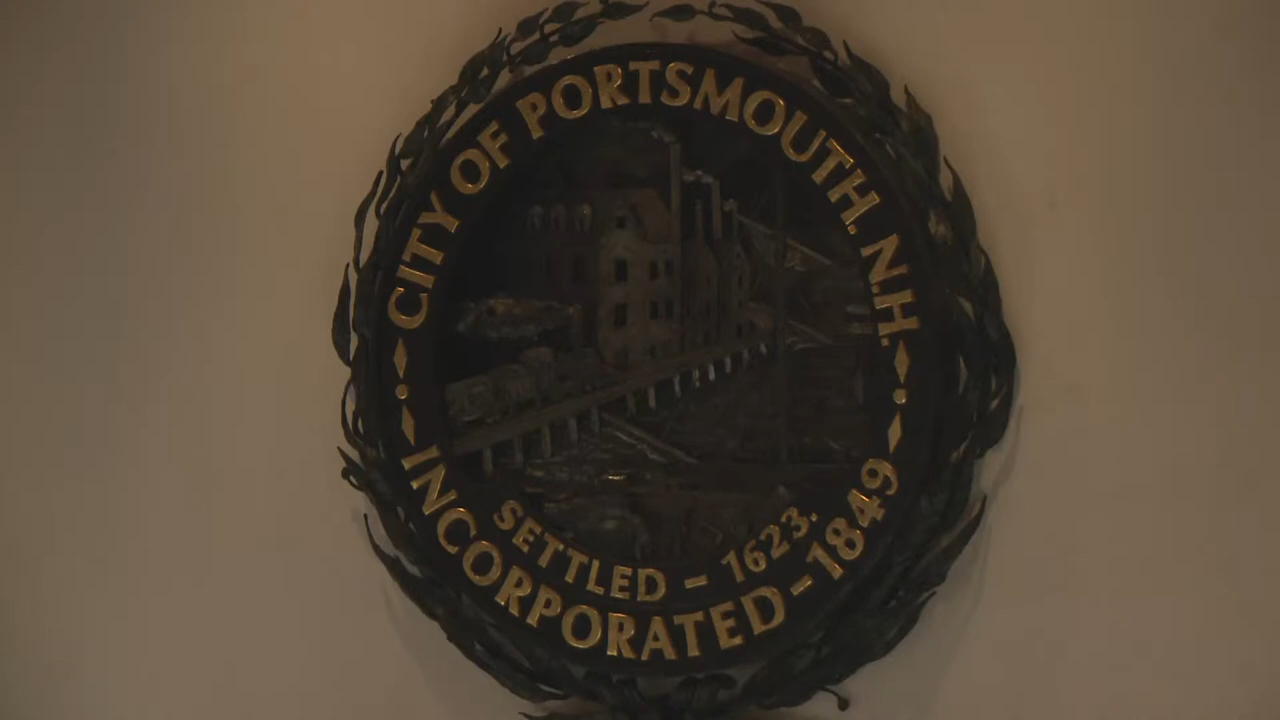 CITY OF PORTSMOUTH. N.H.
SETTLED - 1623.
INCORPORATED - 1849